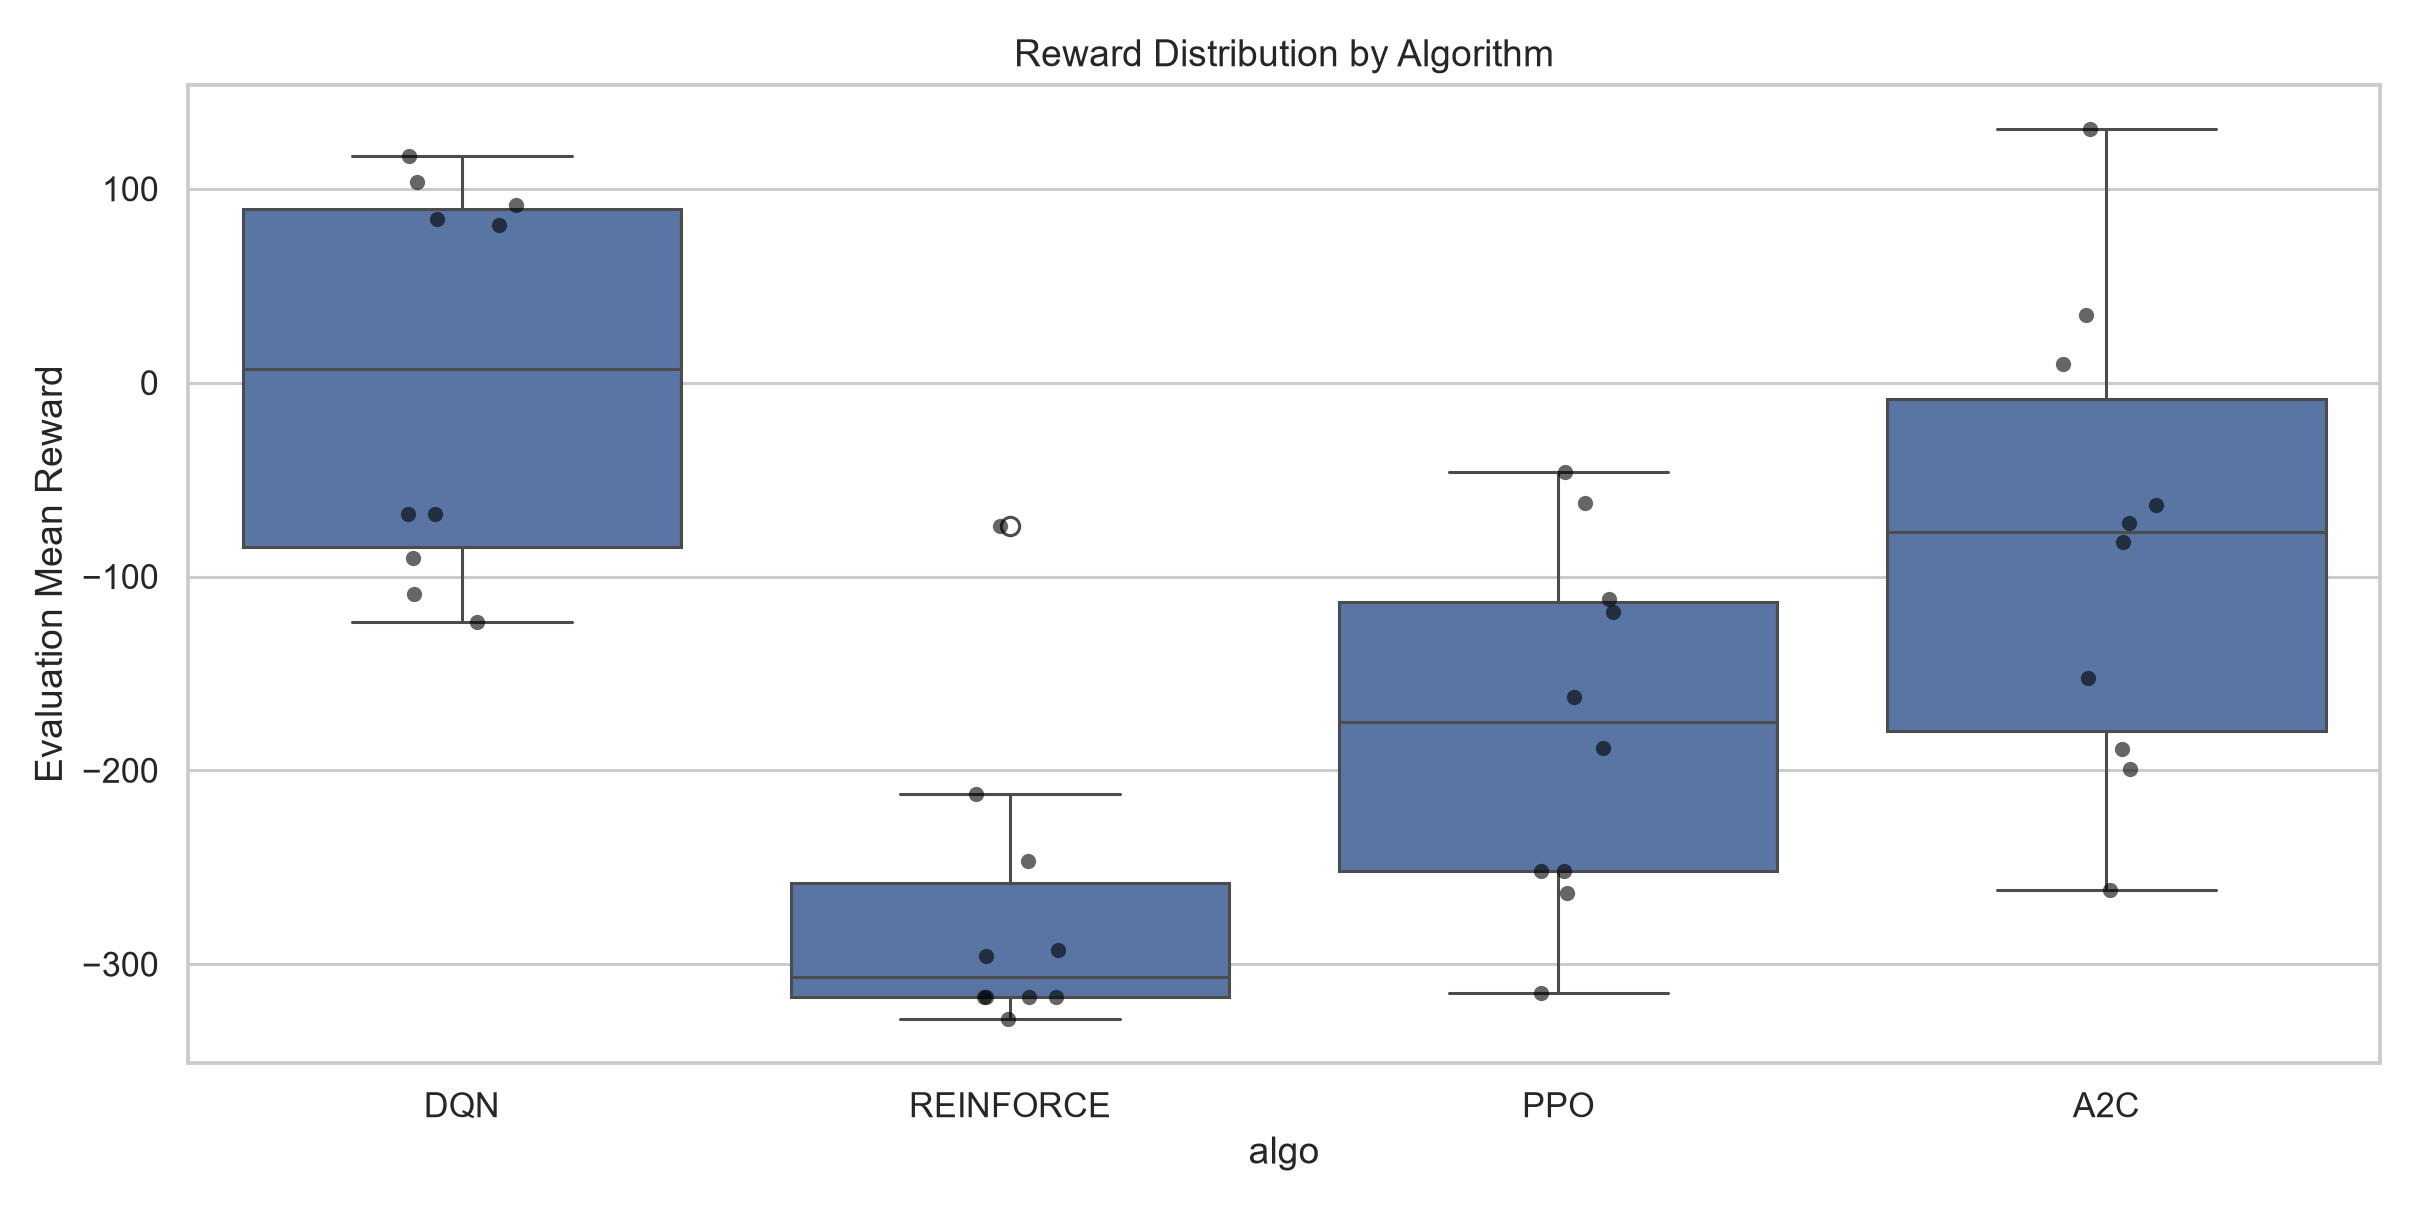 Reward Distribution by Algorithm
Evaluation Mean Reward
100
0
−100
−200
−300
DQN
REINFORCE
PPO
A2C
algo